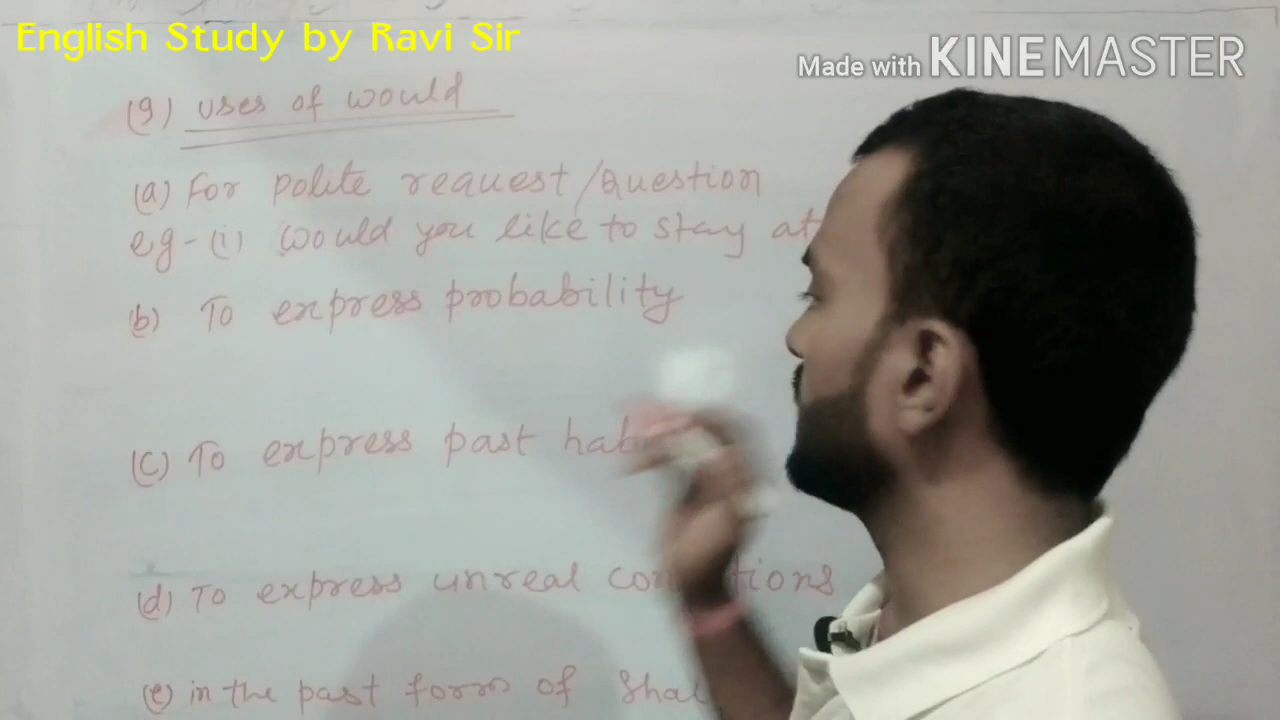 English Study by Ravi Sir
Made with KINEMASTER
(9) uses of would
(a) For polite request/Question
eg-(i) would you like to stay at
(b) To express probability
(c) To express past hab
(d) To express unreal con tions
(e) in the past form of Shal